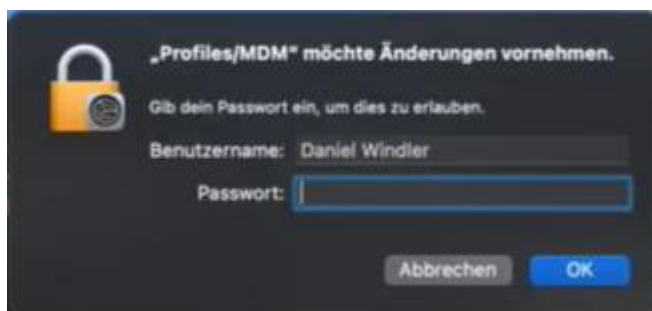 „Profiles/MDM“ möchte Änderungen vornehmen.
Gib dein Passwort ein, um dies zu erlauben.
Benutzername: Daniel Windler
Passwort:
Abbrechen OK